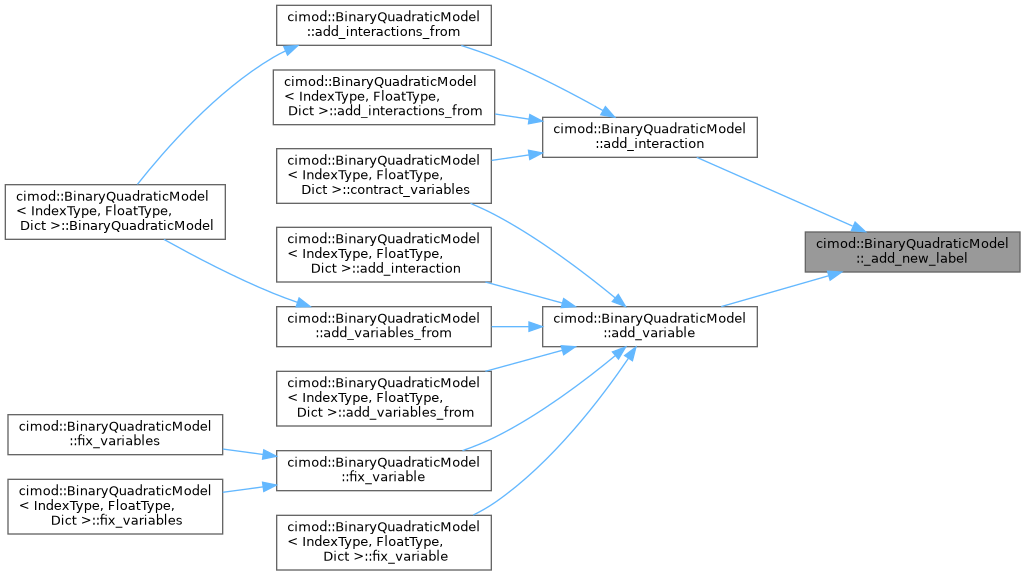 cimod::BinaryQuadraticModel
::add_interactions_from
cimod::BinaryQuadraticModel
< IndexType, FloatType,
Dict >::add_interactions_from
cimod::BinaryQuadraticModel
::add_interaction
cimod::BinaryQuadraticModel
< IndexType, FloatType,
Dict >::contract_variables
cimod::BinaryQuadraticModel
< IndexType, FloatType,
Dict >::BinaryQuadraticModel
cimod::BinaryQuadraticModel
< IndexType, FloatType,
Dict >::add_interaction
cimod::BinaryQuadraticModel
::_add_new_label
cimod::BinaryQuadraticModel
::add_variables_from
cimod::BinaryQuadraticModel
::add_variable
cimod::BinaryQuadraticModel
< IndexType, FloatType,
Dict >::add_variables_from
cimod::BinaryQuadraticModel
::fix_variables
cimod::BinaryQuadraticModel
::fix_variable
cimod::BinaryQuadraticModel
< IndexType, FloatType,
Dict >::fix_variables
cimod::BinaryQuadraticModel
< IndexType, FloatType,
Dict >::fix_variable